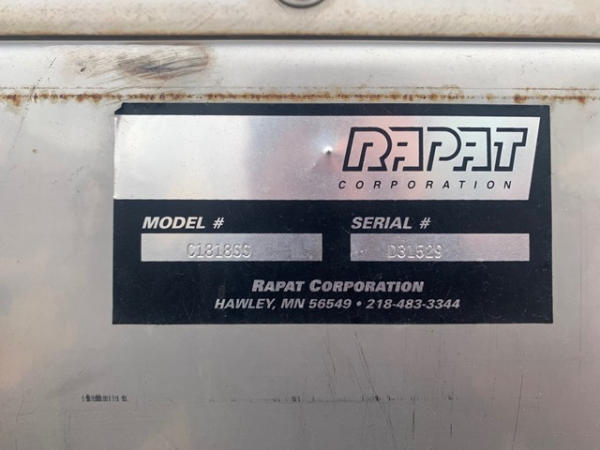 RAPAT
CORPORATION
MODEL # SERIAL #
C1818SS D31529
RAPAT CORPORATION
HAWLEY, MN 56549 • 218-483-3344